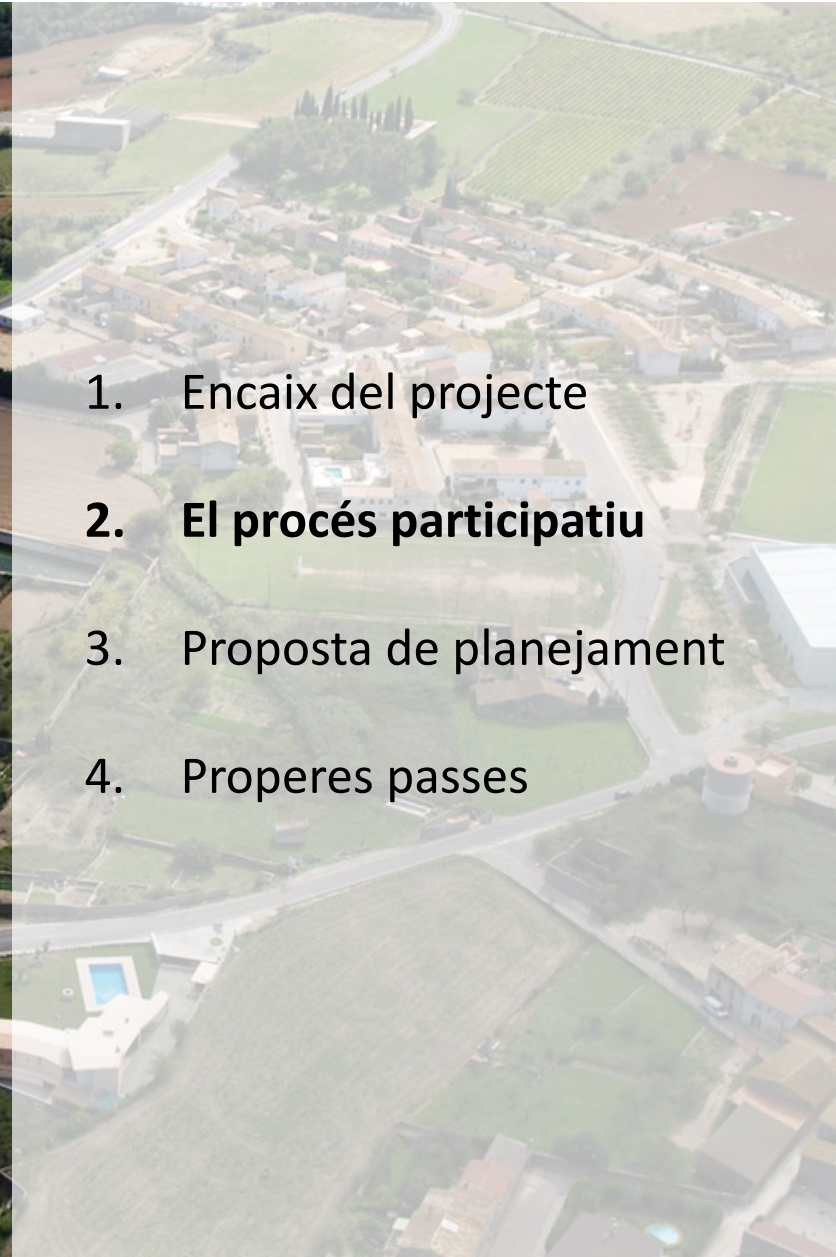 1. Encaix del projecte
2. El procés participatiu
3. Proposta de planejament
4. Properes passes